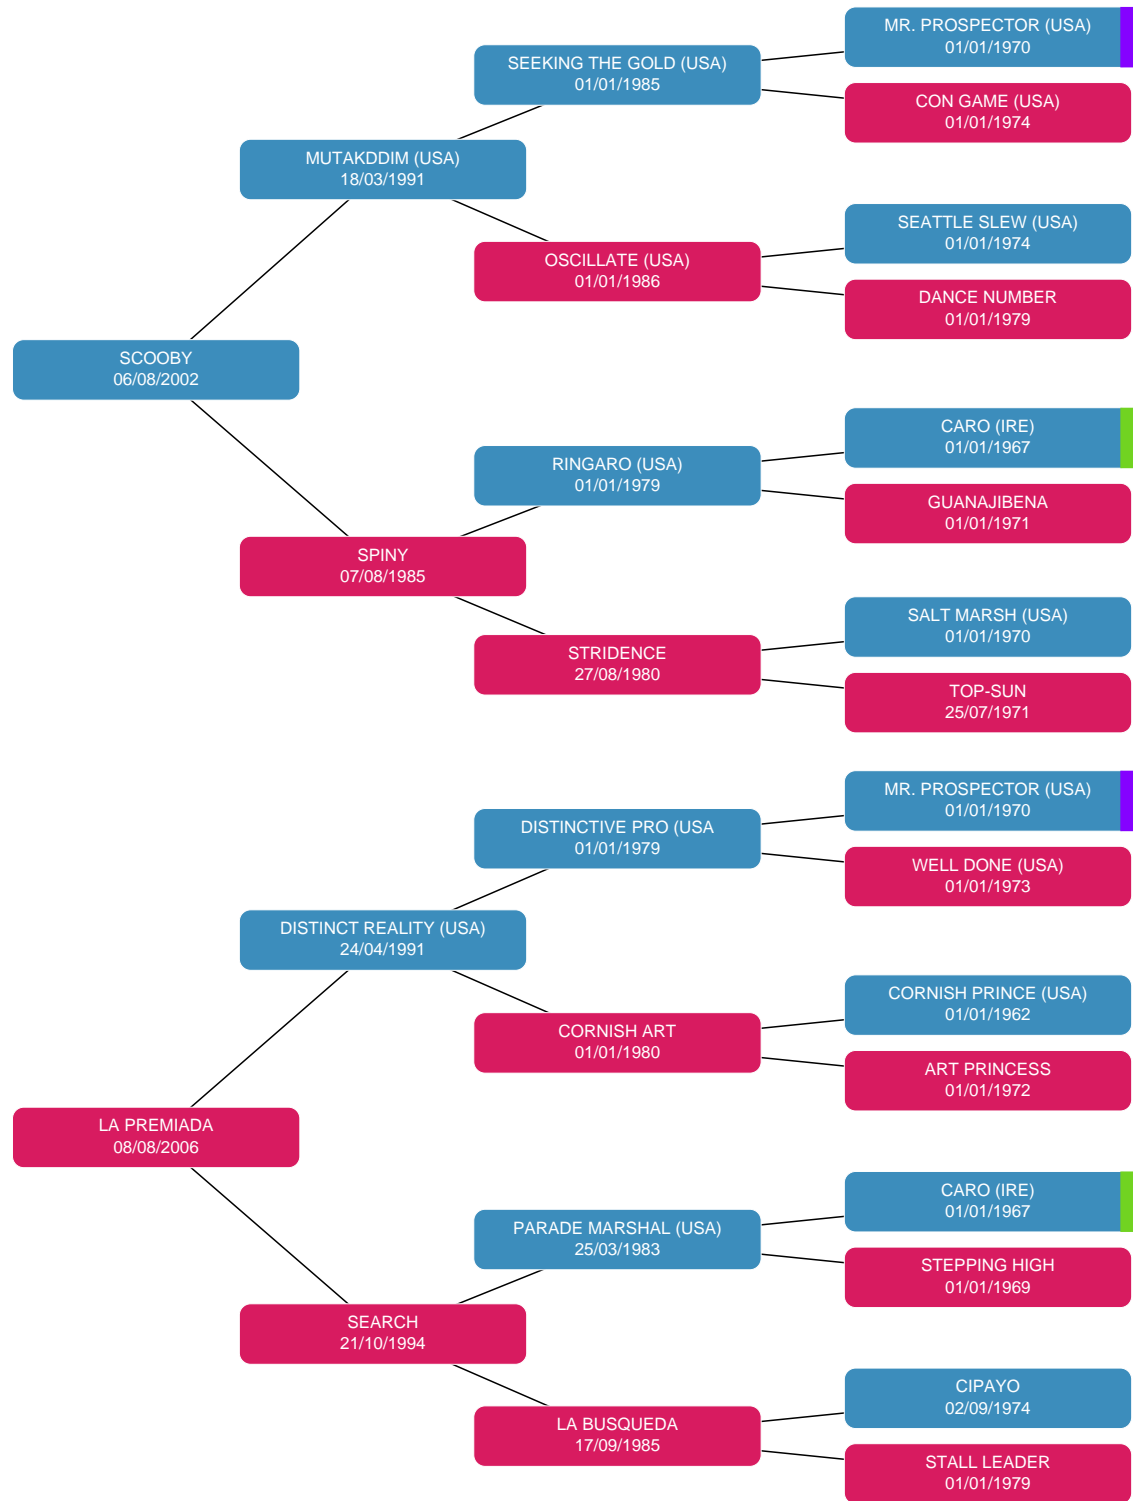 MR. PROSPECTOR (USA)
01/01/1970
SEEKING THE GOLD (USA)
01/01/1985
CON GAME (USA)
01/01/1974
MUTAKDDIM (USA)
18/03/1991
SEATTLE SLEW (USA)
01/01/1974
OSCILLATE (USA)
01/01/1986
DANCE NUMBER
01/01/1979
SCOOBY
06/08/2002
CARO (IRE)
01/01/1967
RINGARO (USA)
01/01/1979
GUANAJIBENA
01/01/1971
SPINY
07/08/1985
SALT MARSH (USA)
01/01/1970
STRIDENCE
27/08/1980
TOP-SUN
25/07/1971
MR. PROSPECTOR (USA)
01/01/1970
DISTINCTIVE PRO (USA
01/01/1979
WELL DONE (USA)
01/01/1973
DISTINCT REALITY (USA)
24/04/1991
CORNISH PRINCE (USA)
01/01/1962
CORNISH ART
01/01/1980
ART PRINCESS
01/01/1972
LA PREMIADA
08/08/2006
CARO (IRE)
01/01/1967
PARADE MARSHAL (USA)
25/03/1983
STEPPING HIGH
01/01/1969
SEARCH
21/10/1994
CIPAYO
02/09/1974
LA BUSQUEDA
17/09/1985
STALL LEADER
01/01/1979